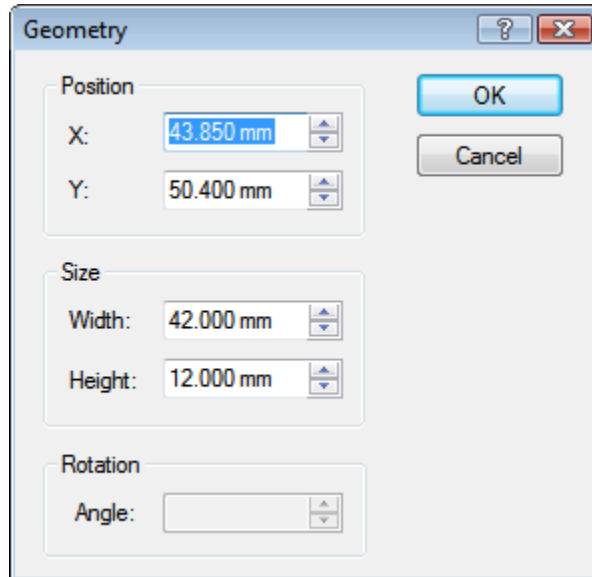 Geometry
Position
X: 43.850 mm
Y: 50.400 mm
OK
Cancel
Size
Width: 42.000 mm
Height: 12.000 mm
Rotation
Angle: